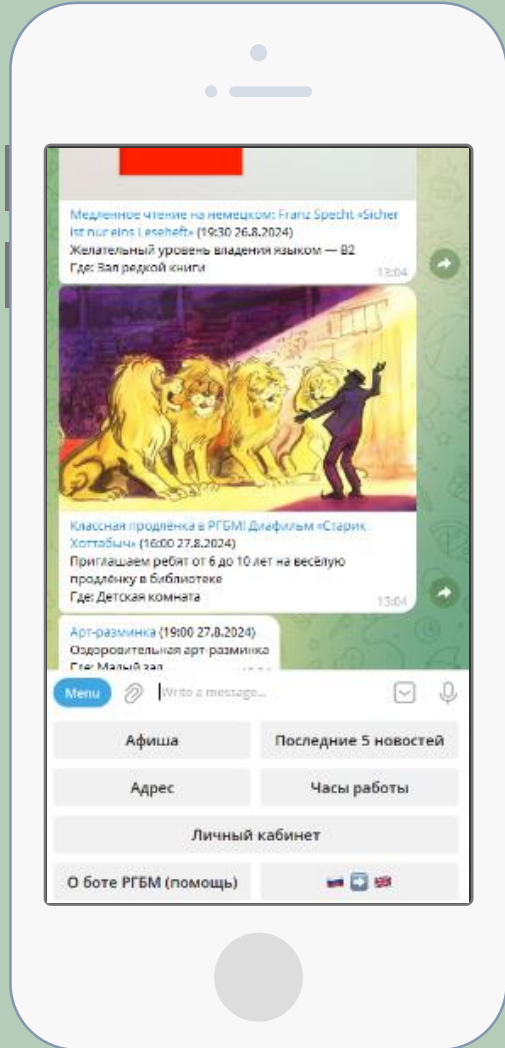 Медленное чтение на немецком: Franz Specht «Sicher
ist nur eins Leseheft» (19:30 26.8.2024)
Желательный уровень владения языком — B2
Где: Зал редкой книги
13:04
Классная продлёнка в РГБМ! Диафильм «Старик
Хоттабыч» (16:00 27.8.2024)
Приглашаем ребят от 6 до 10 лет на весёлую
продлёнку в библиотеке
Где: Детская комната
13:04
Арт-разминка (19:00 27.8.2024)
Оздоровительная арт-разминка
Где: Малый зал
Menu
Write a message...
Афиша
Последние 5 новостей
Адрес
Часы работы
Личный кабинет
О боте РГБМ (помощь)